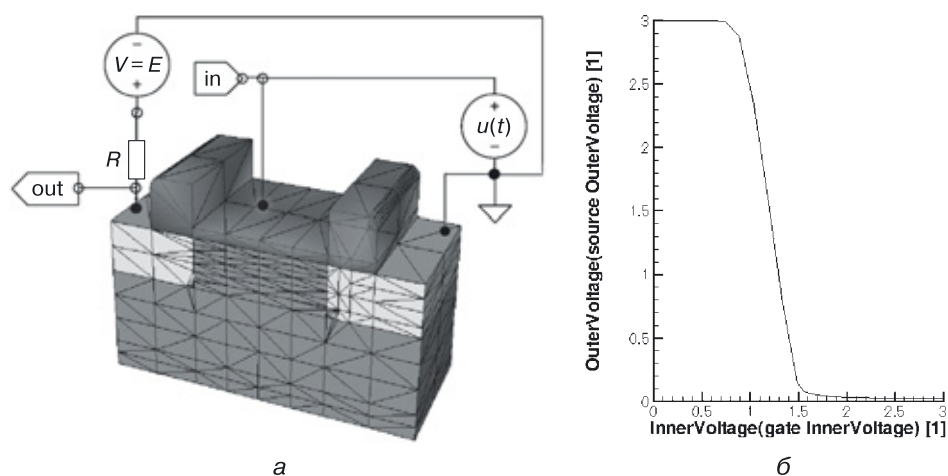 V = E
−
+
in
+
u(t)
−
R
out
а
OuterVoltage(source OuterVoltage) [1]
3
2.5
2
1.5
1
0.5
0
0 0.5 1 1.5 2 2.5 3
InnerVoltage(gate InnerVoltage) [1]
б